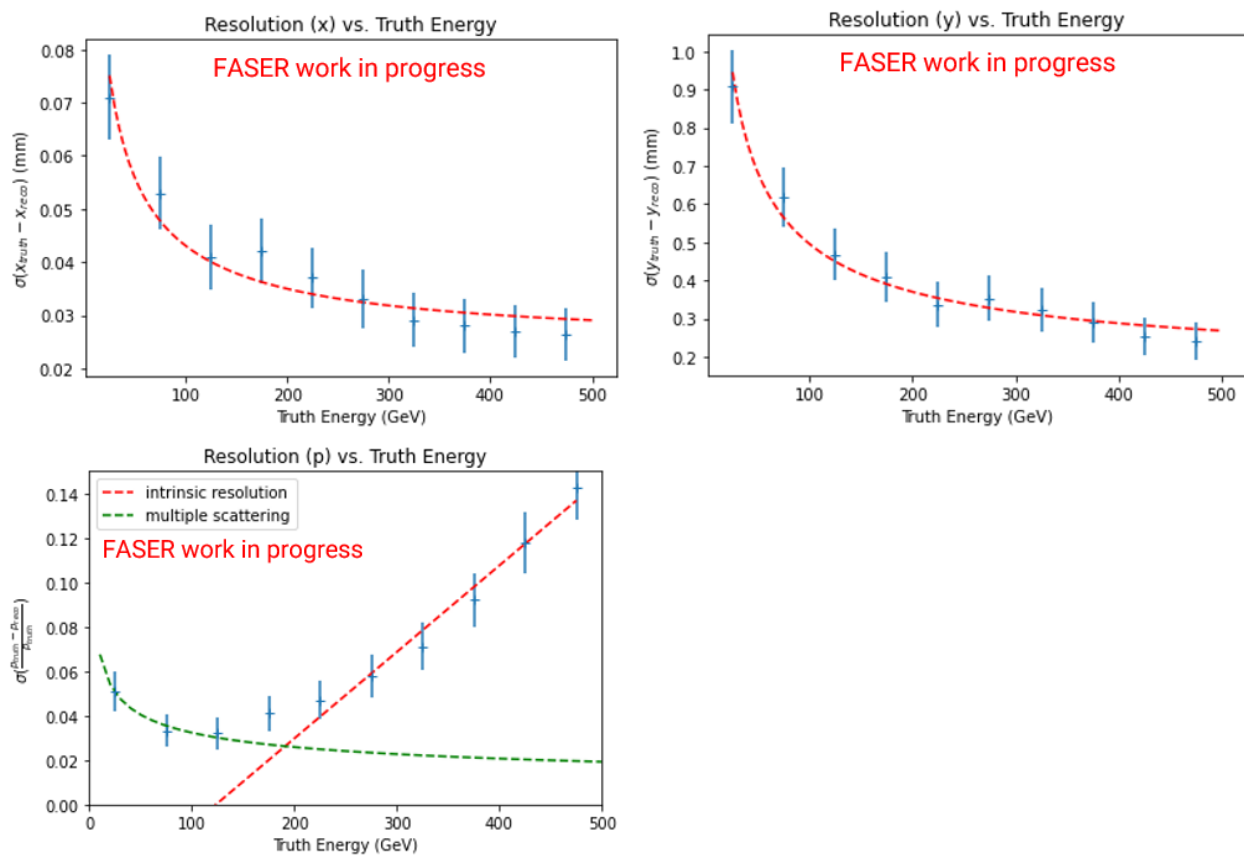 Resolution (x) vs. Truth Energy
FASER work in progress
0.08
0.07
0.06
0.05
0.04
0.03
0.02
σ(x_truth − x_reco) (mm)
100 200 300 400 500
Truth Energy (GeV)
Resolution (y) vs. Truth Energy
FASER work in progress
1.0
0.9
0.8
0.7
0.6
0.5
0.4
0.3
0.2
σ(y_truth − y_reco) (mm)
100 200 300 400 500
Truth Energy (GeV)
Resolution (p) vs. Truth Energy
intrinsic resolution
multiple scattering
FASER work in progress
0.14
0.12
0.10
0.08
0.06
0.04
0.02
0.00
σ((p_truth − p_reco)/p_truth)
0 100 200 300 400 500
Truth Energy (GeV)